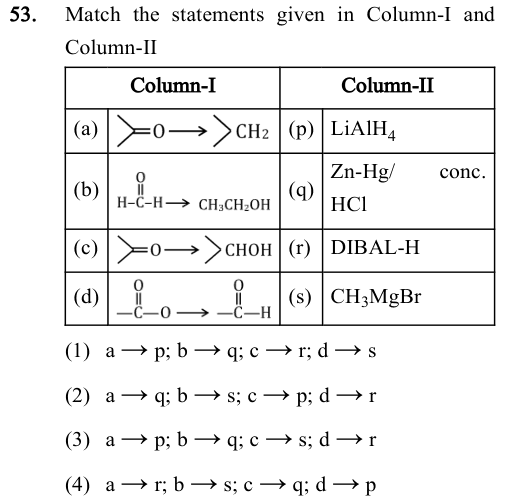 53. Match the statements given in Column-I and
Column-II
Column-I Column-II
(a) =O → CH₂ (p) LiAlH₄
(b) O H–C–H → CH₃CH₂OH (q) Zn-Hg/ conc. HCl
(c) =O → CHOH (r) DIBAL-H
(d) O –C–O → O –C–H (s) CH₃MgBr
(1) a → p; b → q; c → r; d → s
(2) a → q; b → s; c → p; d → r
(3) a → p; b → q; c → s; d → r
(4) a → r; b → s; c → q; d → p